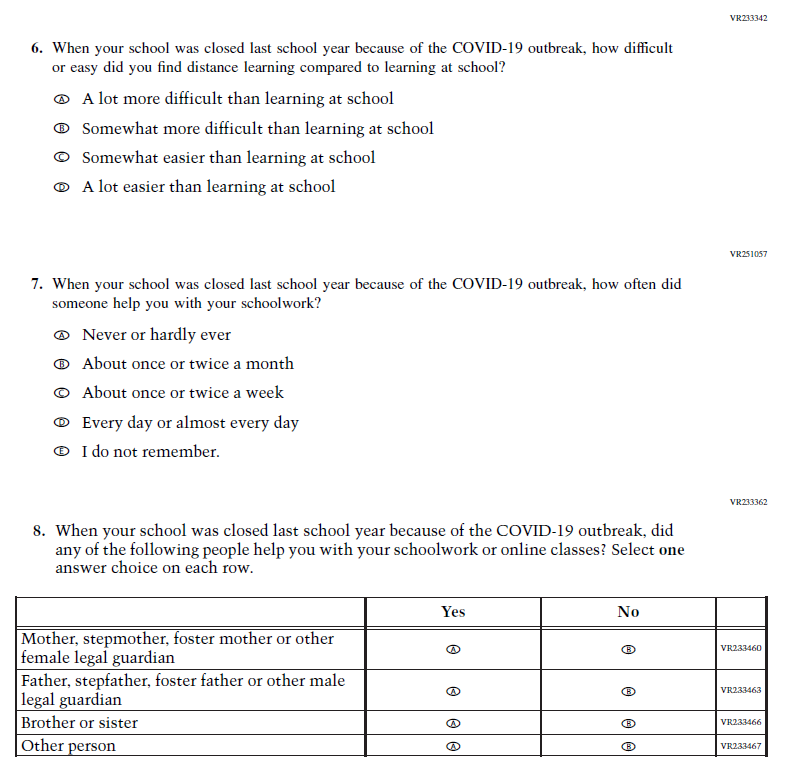 VR233342
6. When your school was closed last school year because of the COVID-19 outbreak, how difficult
or easy did you find distance learning compared to learning at school?
A A lot more difficult than learning at school
B Somewhat more difficult than learning at school
C Somewhat easier than learning at school
D A lot easier than learning at school
VR251057
7. When your school was closed last school year because of the COVID-19 outbreak, how often did
someone help you with your schoolwork?
A Never or hardly ever
B About once or twice a month
C About once or twice a week
D Every day or almost every day
E I do not remember.
VR233362
8. When your school was closed last school year because of the COVID-19 outbreak, did
any of the following people help you with your schoolwork or online classes? Select one
answer choice on each row.
Yes No
Mother, stepmother, foster mother or other
female legal guardian A B VR233460
Father, stepfather, foster father or other male
legal guardian A B VR233463
Brother or sister A B VR233466
Other person A B VR233467